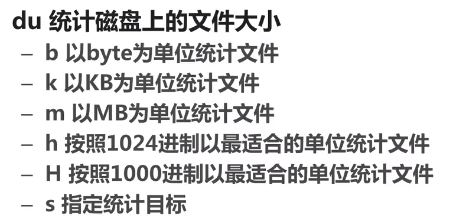 du 统计磁盘上的文件大小
– b 以byte为单位统计文件
– k 以KB为单位统计文件
– m 以MB为单位统计文件
– h 按照1024进制以最适合的单位统计文件
– H 按照1000进制以最适合的单位统计文件
– s 指定统计目标